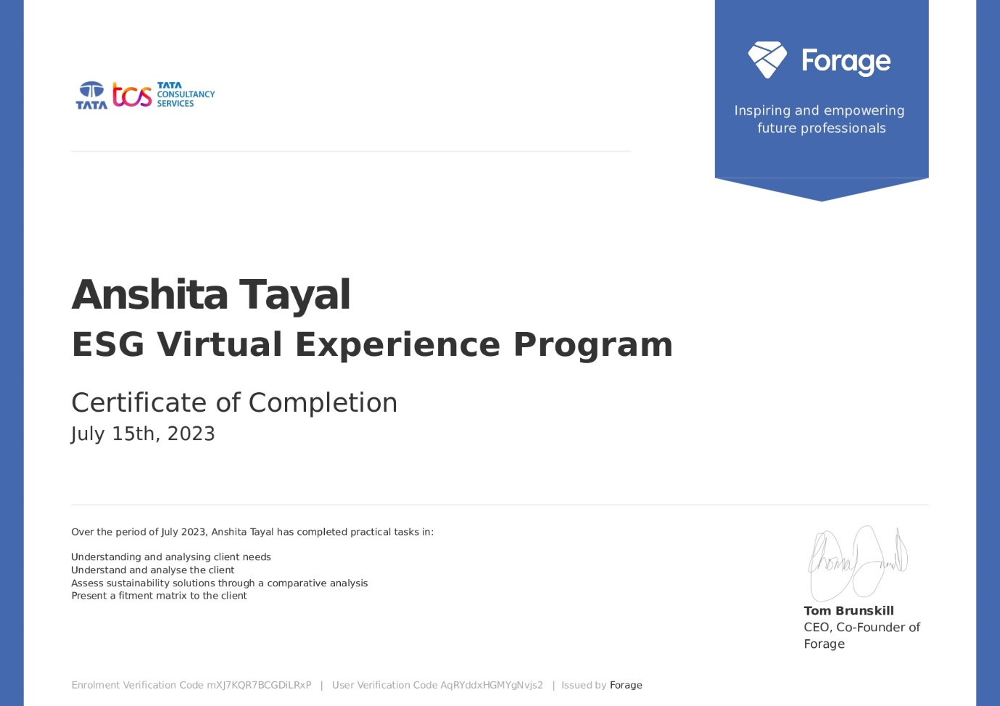 TATA
tcs
TATA
CONSULTANCY
SERVICES
Forage
Inspiring and empowering
future professionals
Anshita Tayal
ESG Virtual Experience Program
Certificate of Completion
July 15th, 2023
Over the period of July 2023, Anshita Tayal has completed practical tasks in:
Understanding and analysing client needs
Understand and analyse the client
Assess sustainability solutions through a comparative analysis
Present a fitment matrix to the client
Tom Brunskill
CEO, Co-Founder of
Forage
Enrolment Verification Code mXJ7KQR7BCGDiLRxP | User Verification Code AqRYddxHGMYgNvjs2 | Issued by Forage